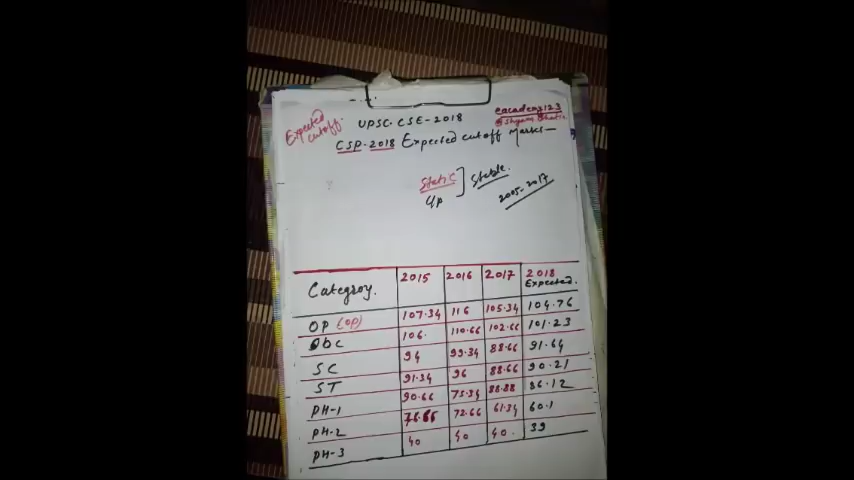 Expected cutoff.
UPSC. CSE-2018
eacademy123
CSP-2018 Expected cutoff Marks—
Static ] Stable.
2005-2017
Categroy. 2015 2016 2017 2018 Expected.
OP (OP) 107.34 116 105.34 104.76
Obc 106. 110.66 102.66 101.23
SC 94 99.34 88.66 91.64
ST 91.34 96 88.66 90.21
PH-1 90.66 75.34 85.88 86.12
PH-2 76.66 72.66 61.34 60.1
PH-3 40 40 40. 39